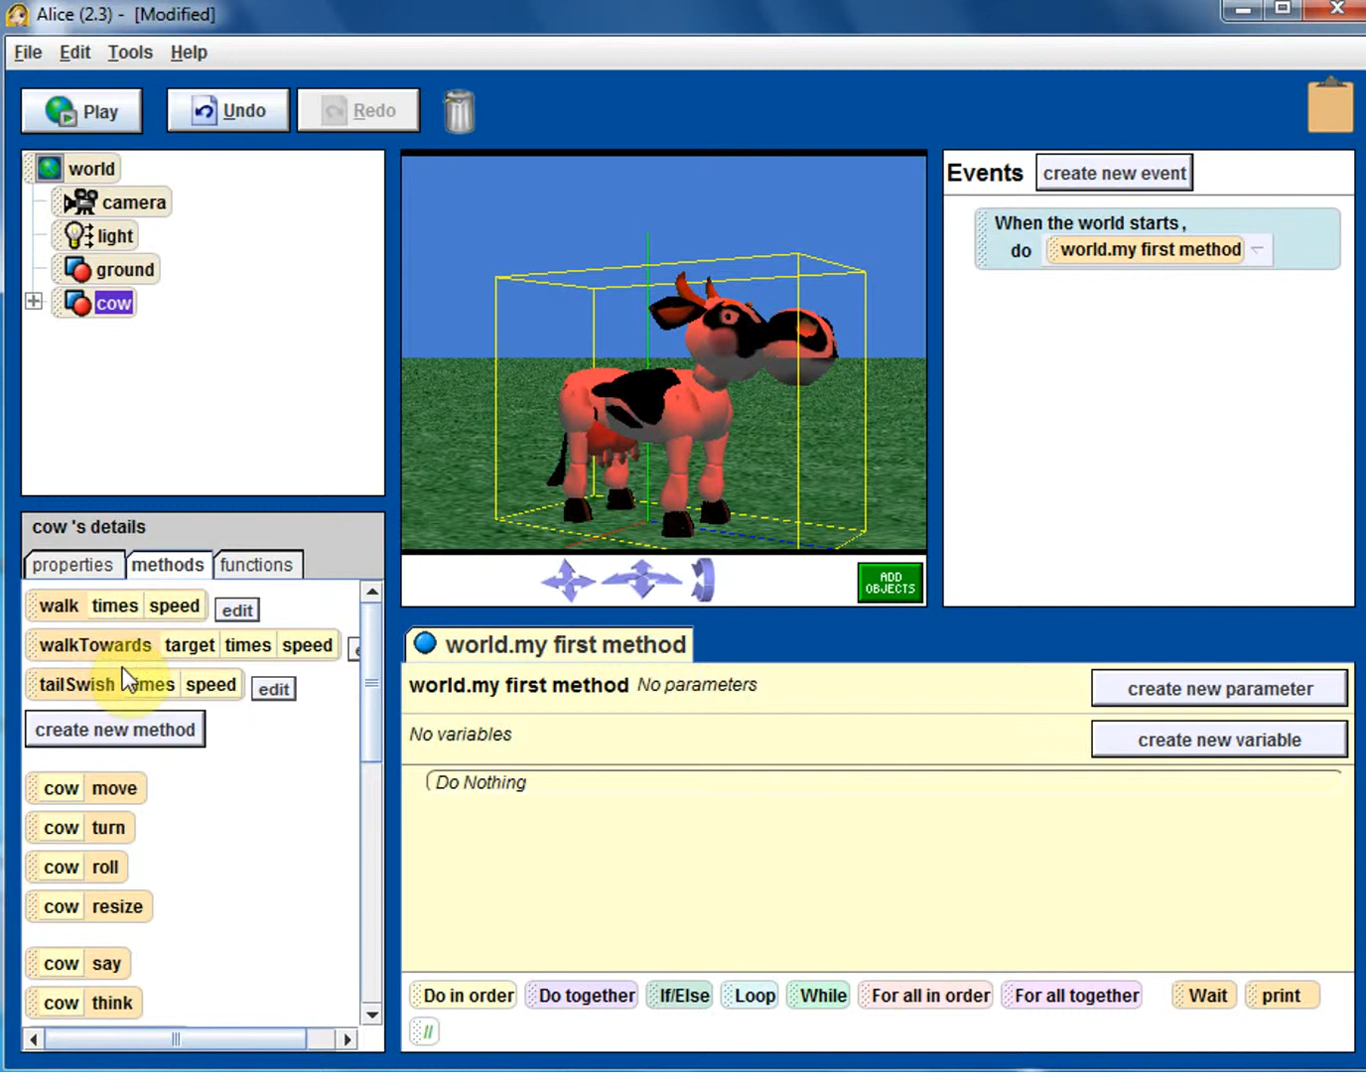 Alice (2.3) - [Modified]
File Edit Tools Help
Play Undo Redo
world
camera
light
ground
cow
cow 's details
properties methods functions
walk times speed edit
walkTowards target times speed
tailSwish times speed edit
create new method
cow move
cow turn
cow roll
cow resize
cow say
cow think
ADD
OBJECTS
Events create new event
When the world starts,
do world.my first method
world.my first method
world.my first method No parameters create new parameter
No variables create new variable
Do Nothing
Do in order Do together If/Else Loop While For all in order For all together Wait print
//